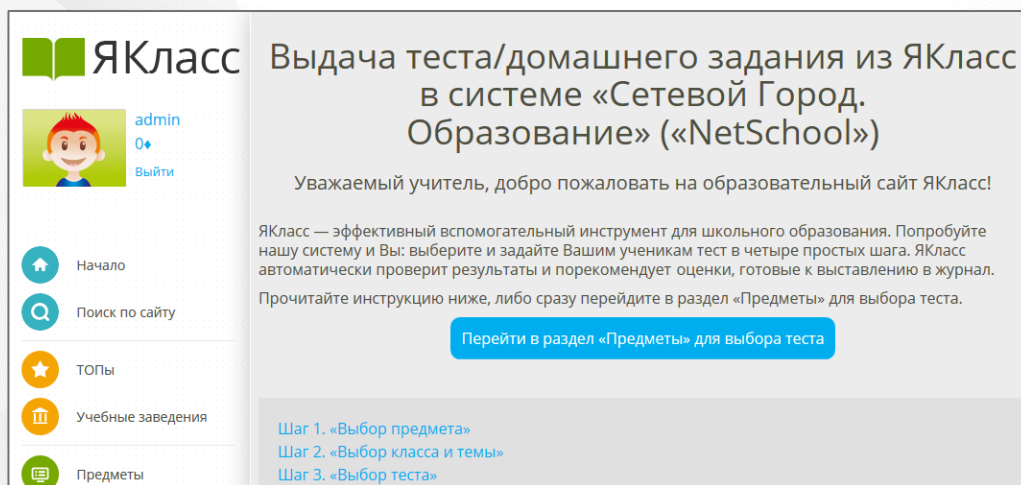 ЯКласс
admin
0♦
Выйти
Начало
Поиск по сайту
ТОПы
Учебные заведения
Предметы
Выдача теста/домашнего задания из ЯКласс
в системе «Сетевой Город.
Образование» («NetSchool»)
Уважаемый учитель, добро пожаловать на образовательный сайт ЯКласс!
ЯКласс — эффективный вспомогательный инструмент для школьного образования. Попробуйте
нашу систему и Вы: выберите и задайте Вашим ученикам тест в четыре простых шага. ЯКласс
автоматически проверит результаты и порекомендует оценки, готовые к выставлению в журнал.
Прочитайте инструкцию ниже, либо сразу перейдите в раздел «Предметы» для выбора теста.
Перейти в раздел «Предметы» для выбора теста
Шаг 1. «Выбор предмета»
Шаг 2. «Выбор класса и темы»
Шаг 3. «Выбор теста»